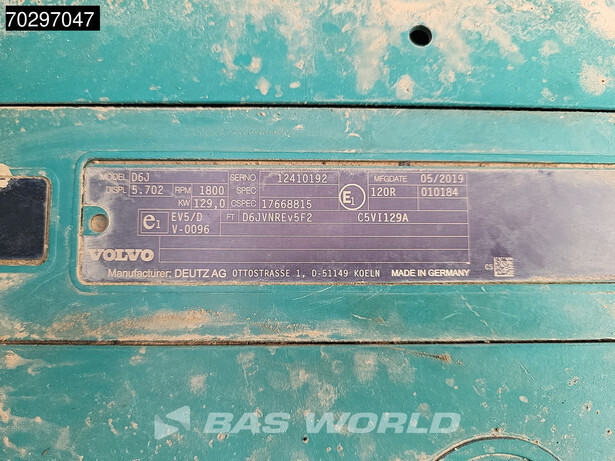 70297047
MODEL D6J SERNO 12410192 MFGDATE 05/2019
DISPL 5.702 RPM 1800 SPEC E1 120R 010184
KW 129,0 CSPEC 17668815
e1 EV5/D FT D6JVNREv5F2 C5VI129A
V-0096
VOLVO
Manufacturer: DEUTZ AG OTTOSTRASSE 1, D-51149 KOELN MADE IN GERMANY CS
BAS WORLD